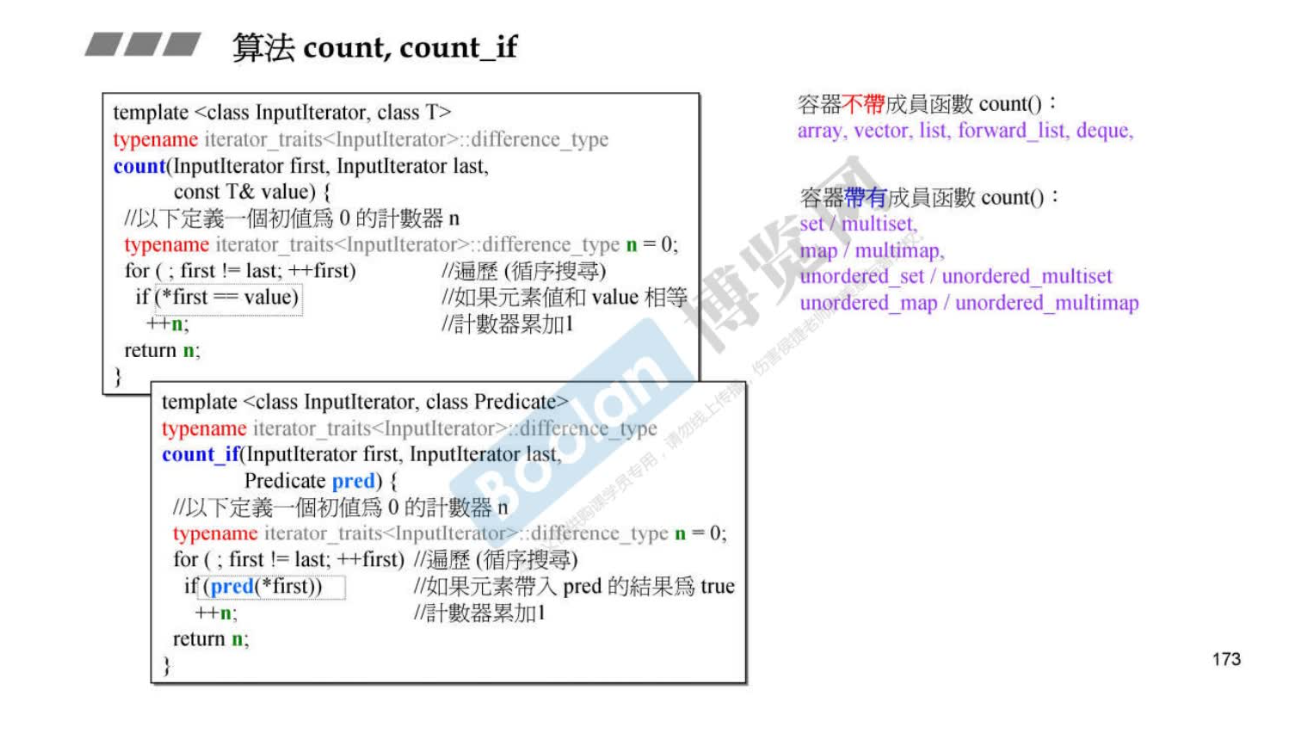 算法 count, count_if
template <class InputIterator, class T>
typename iterator_traits<InputIterator>::difference_type
count(InputIterator first, InputIterator last,
const T& value) {
//以下定義一個初值爲 0 的計數器 n
typename iterator_traits<InputIterator>::difference_type n = 0;
for ( ; first != last; ++first) //遍歷 (循序搜尋)
if (*first == value) //如果元素值和 value 相等
++n; //計數器累加1
return n;
}
template <class InputIterator, class Predicate>
typename iterator_traits<InputIterator>::difference_type
count_if(InputIterator first, InputIterator last,
Predicate pred) {
//以下定義一個初值爲 0 的計數器 n
typename iterator_traits<InputIterator>::difference_type n = 0;
for ( ; first != last; ++first) //遍歷 (循序搜尋)
if (pred(*first)) //如果元素帶入 pred 的結果爲 true
++n; //計數器累加1
return n;
}
容器不帶成員函數 count()：
array, vector, list, forward_list, deque,
容器帶有成員函數 count()：
set / multiset,
map / multimap,
unordered_set / unordered_multiset
unordered_map / unordered_multimap
Boolan 博览网
173